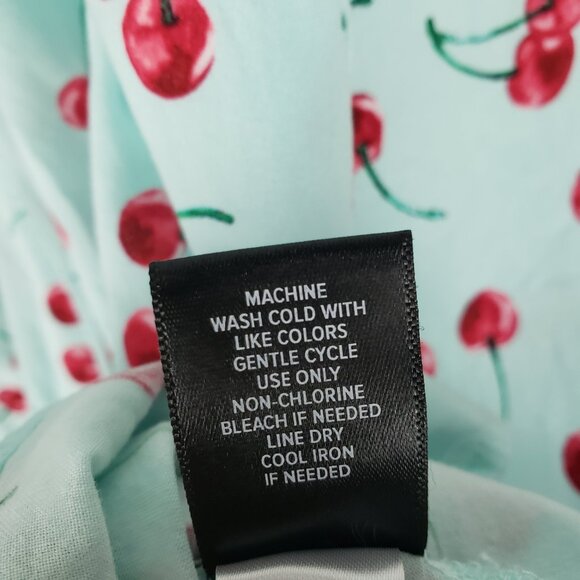 MACHINE
WASH COLD WITH
LIKE COLORS
GENTLE CYCLE
USE ONLY
NON-CHLORINE
BLEACH IF NEEDED
LINE DRY
COOL IRON
IF NEEDED